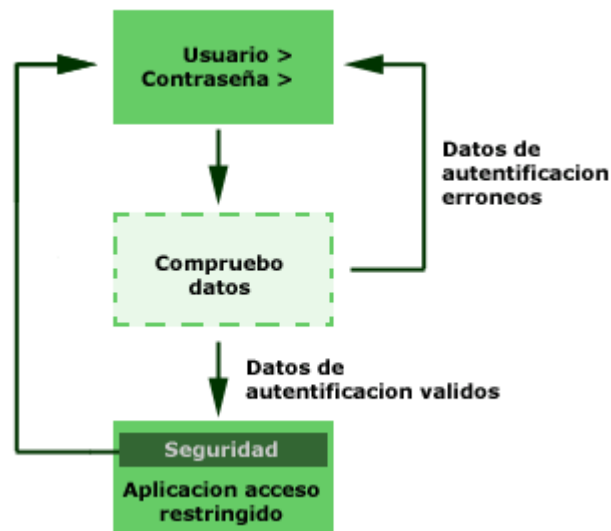 Usuario >
Contraseña >
Datos de
autentificacion
erroneos
Compruebo
datos
Datos de
autentificacion validos
Seguridad
Aplicacion acceso
restringido